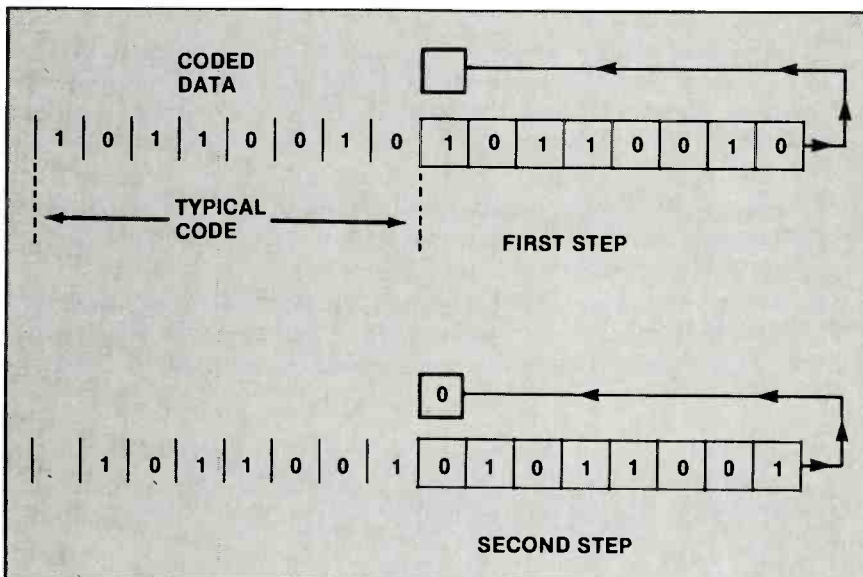 CODED
DATA
1 0 1 1 0 0 1 0 1 0 1 1 0 0 1 0
TYPICAL
CODE
FIRST STEP
0
1 0 1 1 0 0 1 0 1 0 1 1 0 0 1
SECOND STEP